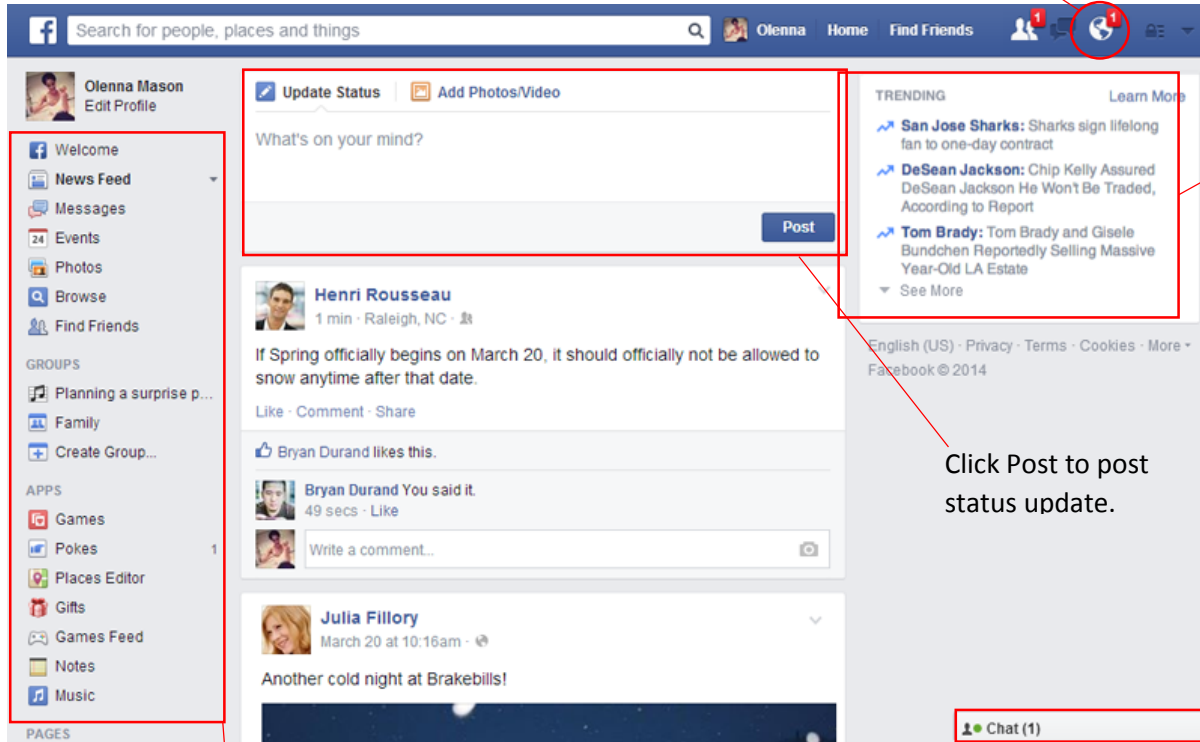 Search for people, places and things
Olenna Home Find Friends 1 1
Olenna Mason
Edit Profile
Welcome
News Feed
Messages
24 Events
Photos
Browse
Find Friends
GROUPS
Planning a surprise p...
Family
Create Group...
APPS
Games
Pokes 1
Places Editor
Gifts
Games Feed
Notes
Music
PAGES
Update Status Add Photos/Video
What's on your mind?
Post
Henri Rousseau
1 min · Raleigh, NC ·
If Spring officially begins on March 20, it should officially not be allowed to
snow anytime after that date.
Like · Comment · Share
Bryan Durand likes this.
Bryan Durand You said it.
49 secs · Like
Write a comment...
Julia Fillory
March 20 at 10:16am ·
Another cold night at Brakebills!
TRENDING Learn More
San Jose Sharks: Sharks sign lifelong
fan to one-day contract
DeSean Jackson: Chip Kelly Assured
DeSean Jackson He Won't Be Traded,
According to Report
Tom Brady: Tom Brady and Gisele
Bundchen Reportedly Selling Massive
Year-Old LA Estate
See More
English (US) · Privacy · Terms · Cookies · More
Facebook © 2014
Click Post to post
status update.
Chat (1)